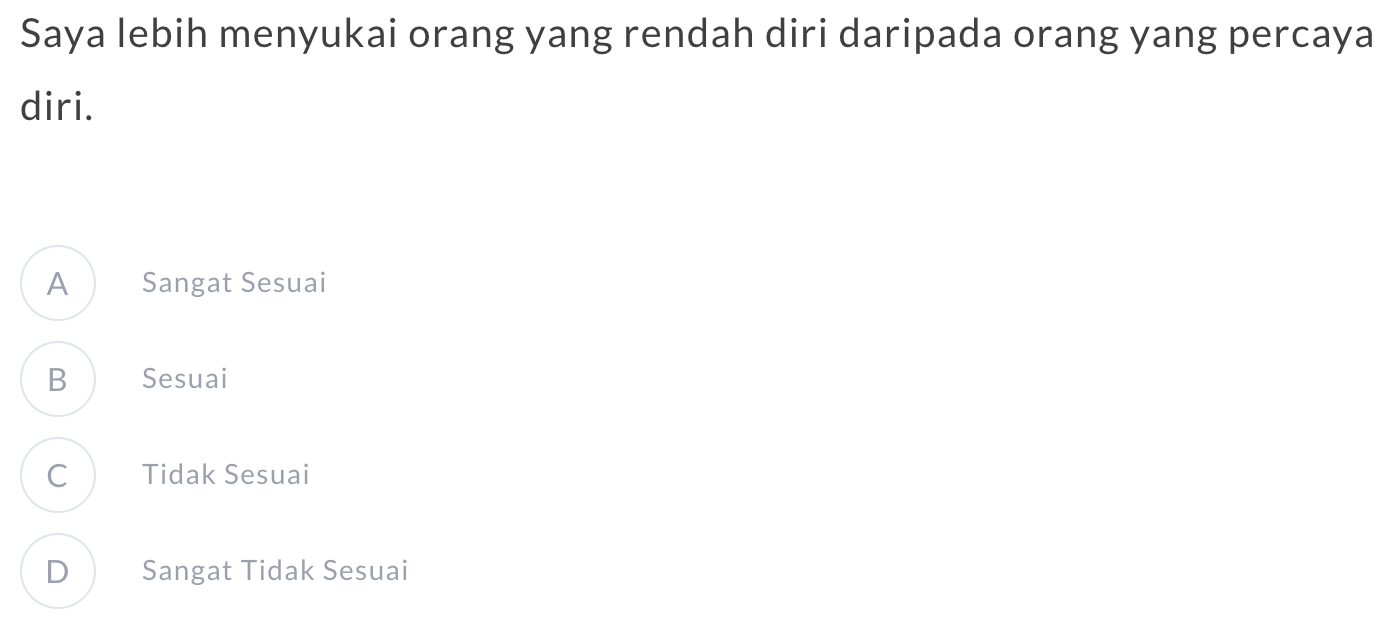 Saya lebih menyukai orang yang rendah diri daripada orang yang percaya
diri.
A Sangat Sesuai
B Sesuai
C Tidak Sesuai
D Sangat Tidak Sesuai